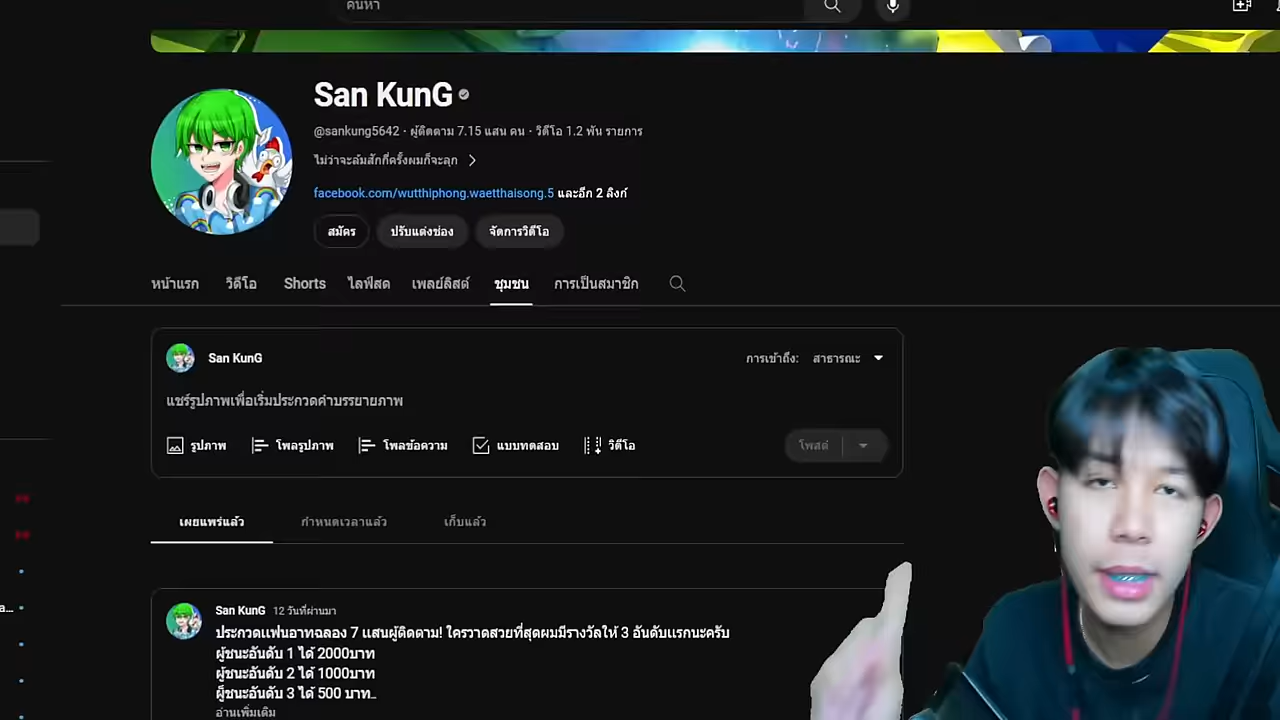 ค้นหา
San KunG
@sankung5642 · ผู้ติดตาม 7.15 แสน คน · วิดีโอ 1.2 พัน รายการ
ไม่ว่าจะล้มสักกี่ครั้งผมก็จะลุก
facebook.com/wutthiphong.waetthaisong.5 และอีก 2 ลิงก์
สมัคร ปรับแต่งช่อง จัดการวิดีโอ
หน้าแรก วิดีโอ Shorts ไลฟ์สด เพลย์ลิสต์ ชุมชน การเป็นสมาชิก
San KunG การเข้าถึง: สาธารณะ
แชร์รูปภาพเพื่อเริ่มประกวดคำบรรยายภาพ
รูปภาพ โพลรูปภาพ โพลข้อความ แบบทดสอบ วิดีโอ โพสต์
เผยแพร่แล้ว กำหนดเวลาแล้ว เก็บแล้ว
San KunG 12 วันที่ผ่านมา
ประกวดแฟนอาทฉลอง 7 แสนผู้ติดตาม! ใครวาดสวยที่สุดผมมีรางวัลให้ 3 อันดับแรกนะครับ
ผู้ชนะอันดับ 1 ได้ 2000บาท
ผู้ชนะอันดับ 2 ได้ 1000บาท
ผู้ชนะอันดับ 3 ได้ 500 บาท...
อ่านเพิ่มเติม